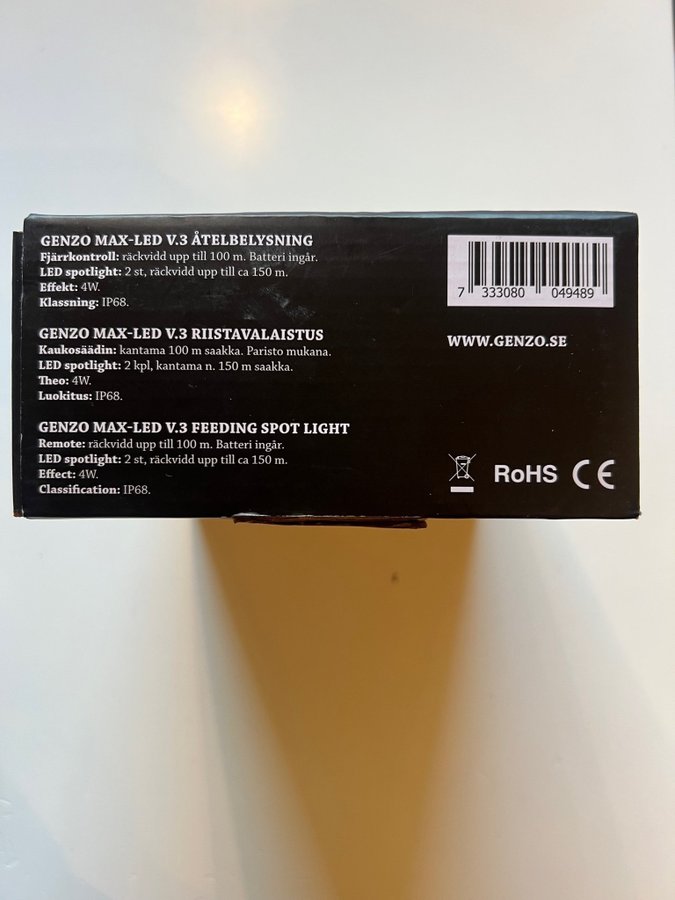 GENZO MAX-LED V.3 ÅTELBELYSNING
Fjärrkontroll: räckvidd upp till 100 m. Batteri ingår.
LED spotlight: 2 st, räckvidd upp till ca 150 m.
Effekt: 4W.
Klassning: IP68.
GENZO MAX-LED V.3 RIISTAVALAISTUS
Kaukosäädin: kantama 100 m saakka. Paristo mukana.
LED spotlight: 2 kpl, kantama n. 150 m saakka.
Theo: 4W.
Luokitus: IP68.
GENZO MAX-LED V.3 FEEDING SPOT LIGHT
Remote: räckvidd upp till 100 m. Batteri ingår.
LED spotlight: 2 st, räckvidd upp till ca 150 m.
Effect: 4W.
Classification: IP68.
7 333080 049489
WWW.GENZO.SE
RoHS CE